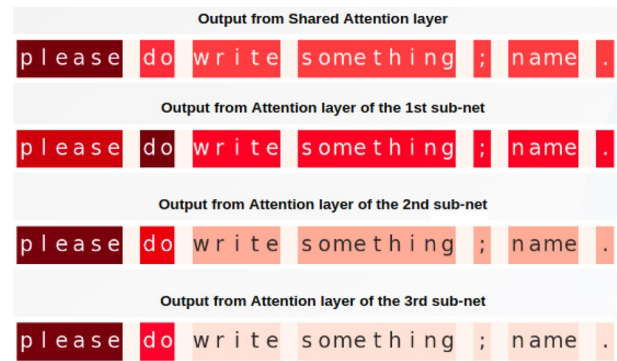 Output from Shared Attention layer
please do write something ; name .
Output from Attention layer of the 1st sub-net
please do write something ; name .
Output from Attention layer of the 2nd sub-net
please do write something ; name .
Output from Attention layer of the 3rd sub-net
please do write something ; name .